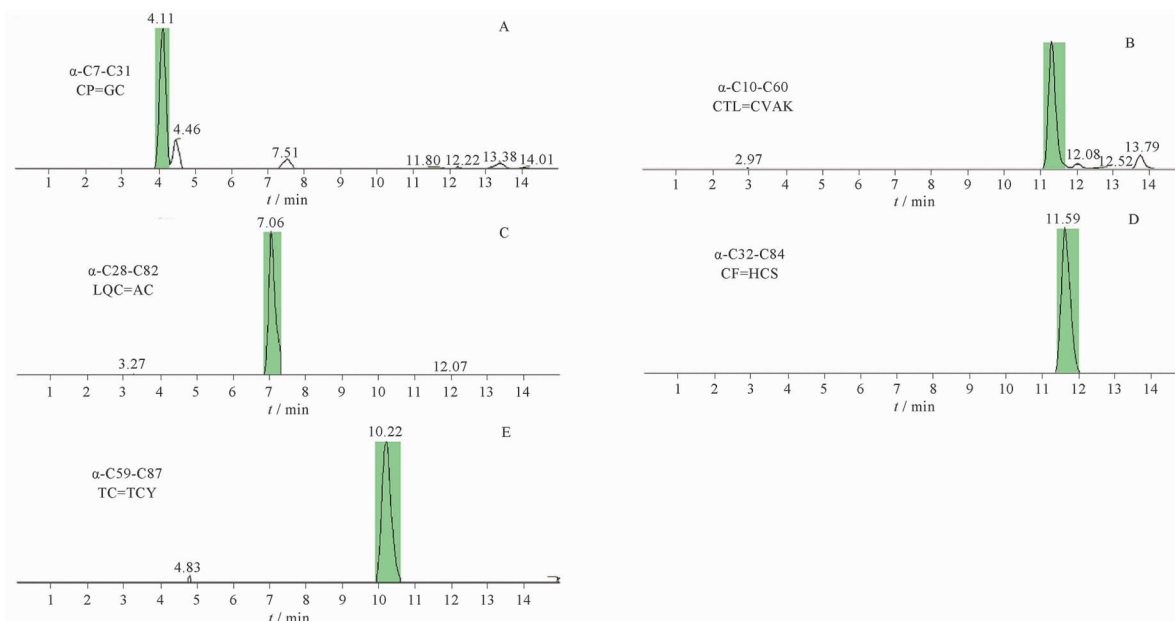 4.11
A
α-C7-C31
CP=GC
4.46
7.51
11.80 12.22 13.38 14.01
1 2 3 4 5 6 7 8 9 10 11 12 13 14
t / min
B
α-C10-C60
CTL=CVAK
2.97
12.08
12.52
13.79
1 2 3 4 5 6 7 8 9 10 11 12 13 14
t / min
7.06
C
α-C28-C82
LQC=AC
3.27
12.07
1 2 3 4 5 6 7 8 9 10 11 12 13 14
t / min
11.59
D
α-C32-C84
CF=HCS
1 2 3 4 5 6 7 8 9 10 11 12 13 14
t / min
10.22
E
α-C59-C87
TC=TCY
4.83
1 2 3 4 5 6 7 8 9 10 11 12 13 14
t / min